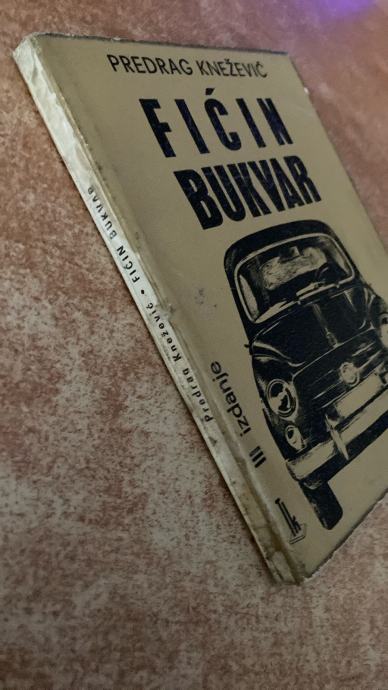 PREDRAG KNEŽEVIĆ
FIĆIN
BUKVAR
III izdanje
Predrag Knežević • FIĆIN BUKVAR